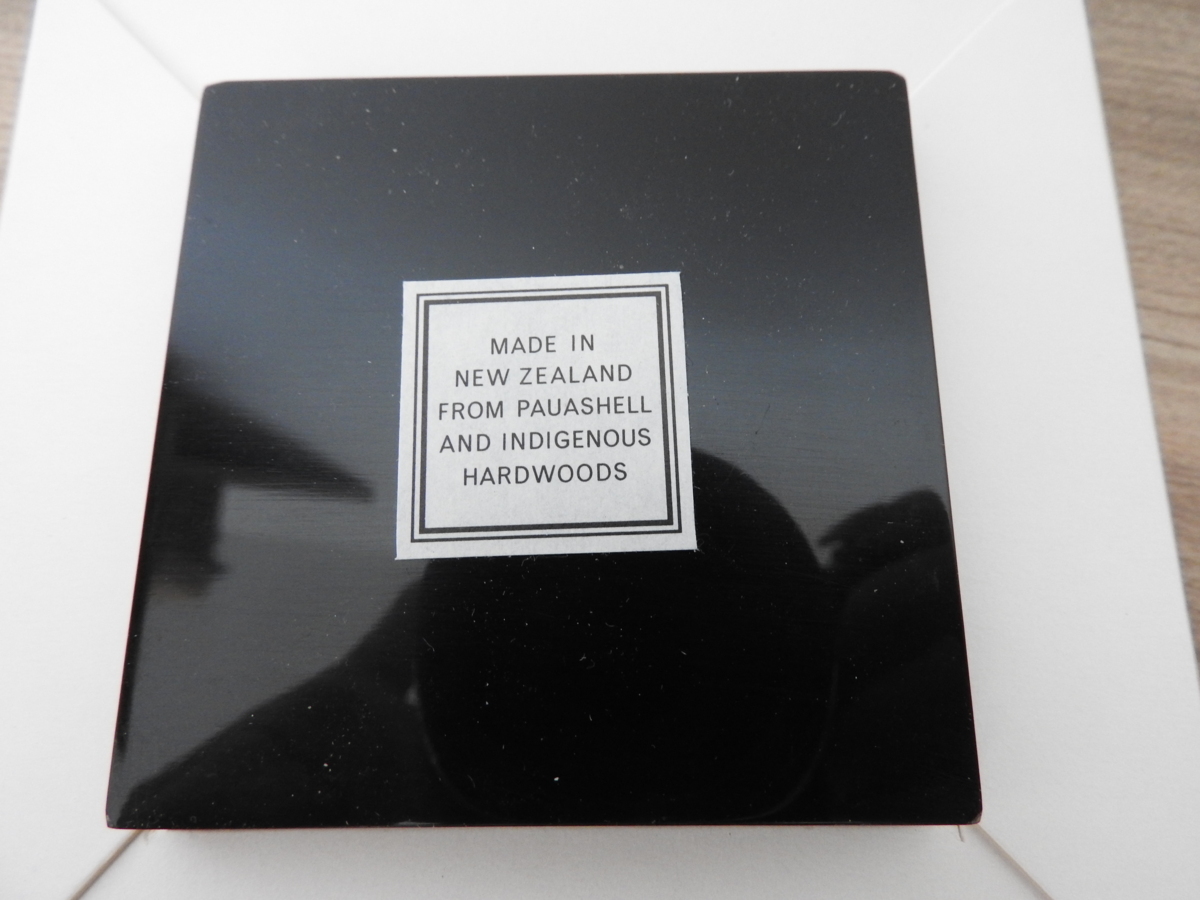 MADE IN
NEW ZEALAND
FROM PAUASHELL
AND INDIGENOUS
HARDWOODS